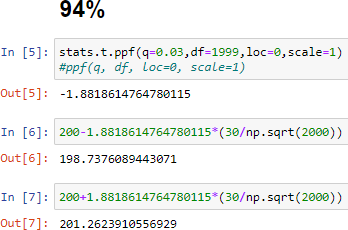 94%
In [5]: stats.t.ppf(q=0.03,df=1999,loc=0,scale=1)
#ppf(q, df, loc=0, scale=1)
Out[5]: -1.8818614764780115
In [6]: 200-1.8818614764780115*(30/np.sqrt(2000))
Out[6]: 198.7376089443071
In [7]: 200+1.8818614764780115*(30/np.sqrt(2000))
Out[7]: 201.2623910556929